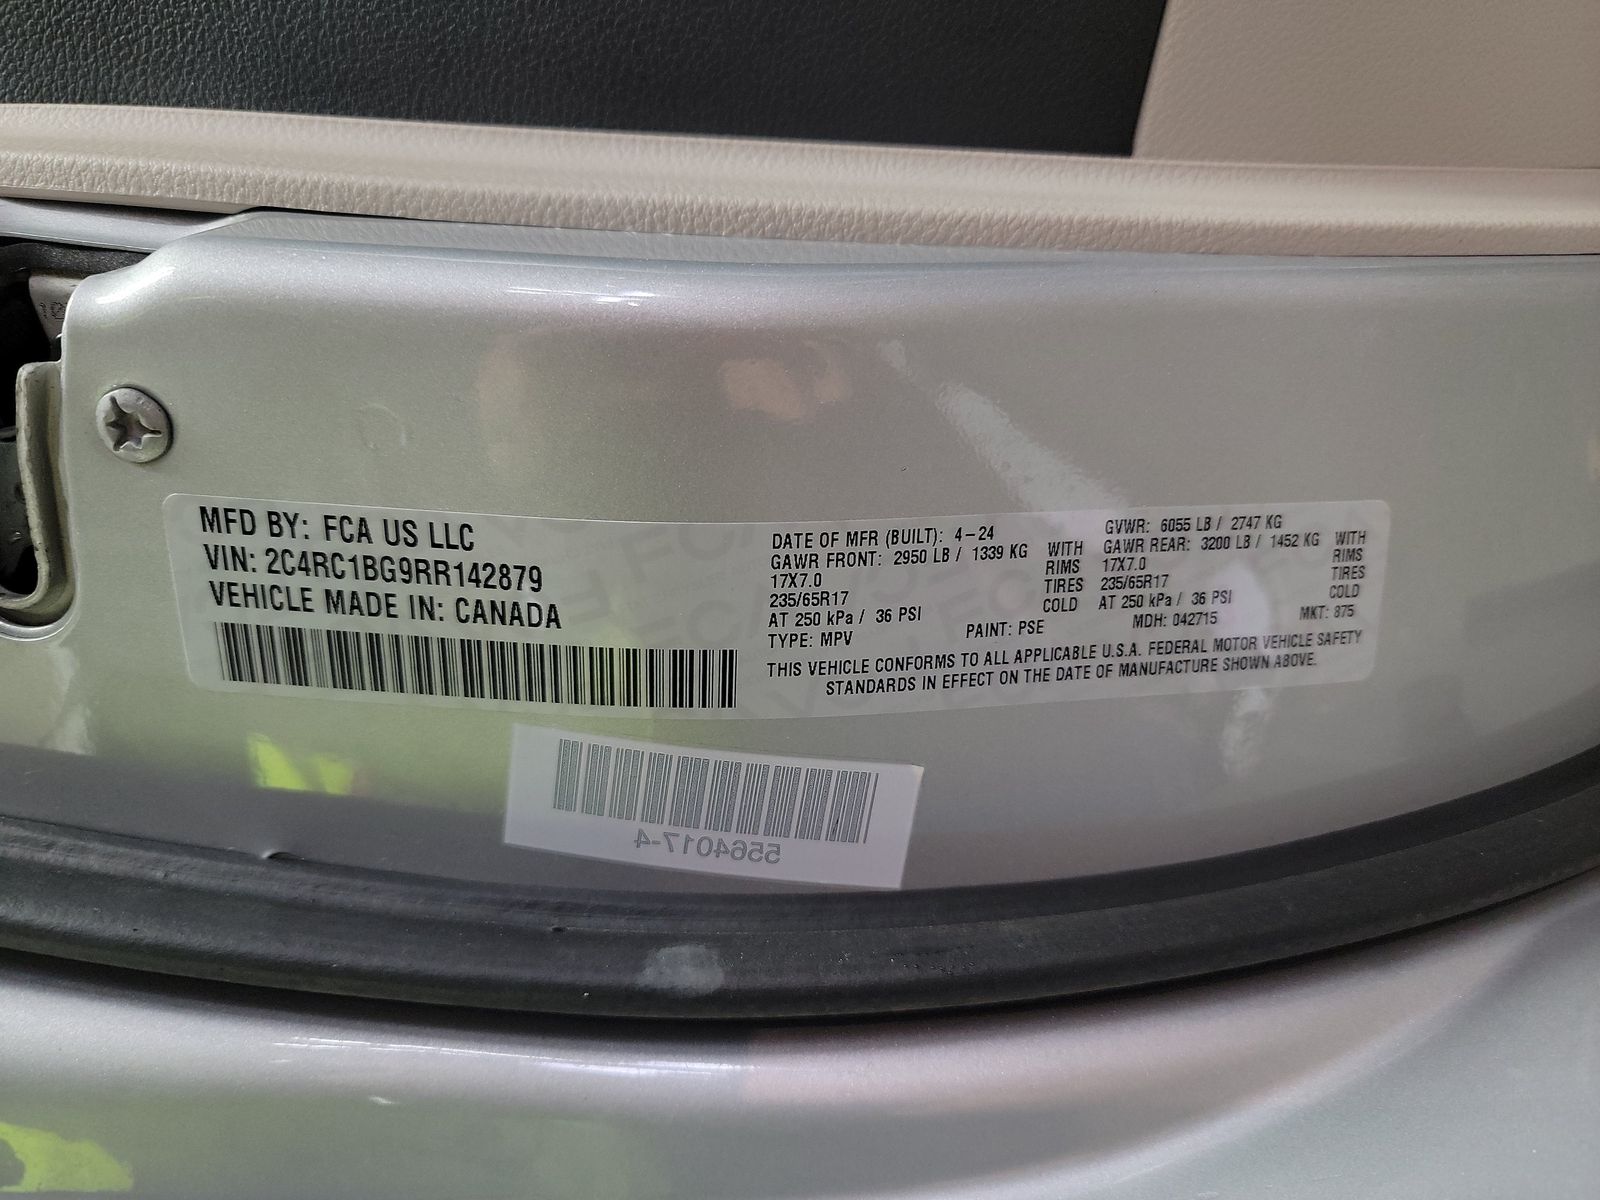 MFD BY: FCA US LLC
VIN: 2C4RC1BG9RR142879
VEHICLE MADE IN: CANADA
DATE OF MFR (BUILT): 4-24 GVWR: 6055 LB / 2747 KG
GAWR FRONT: 2950 LB / 1339 KG WITH GAWR REAR: 3200 LB / 1452 KG WITH
17X7.0 RIMS 17X7.0 RIMS
235/65R17 TIRES 235/65R17 TIRES
AT 250 kPa / 36 PSI COLD AT 250 kPa / 36 PSI COLD
TYPE: MPV PAINT: PSE MDH: 042715 MKT: 875
THIS VEHICLE CONFORMS TO ALL APPLICABLE U.S.A. FEDERAL MOTOR VEHICLE SAFETY
STANDARDS IN EFFECT ON THE DATE OF MANUFACTURE SHOWN ABOVE.
5564017-4